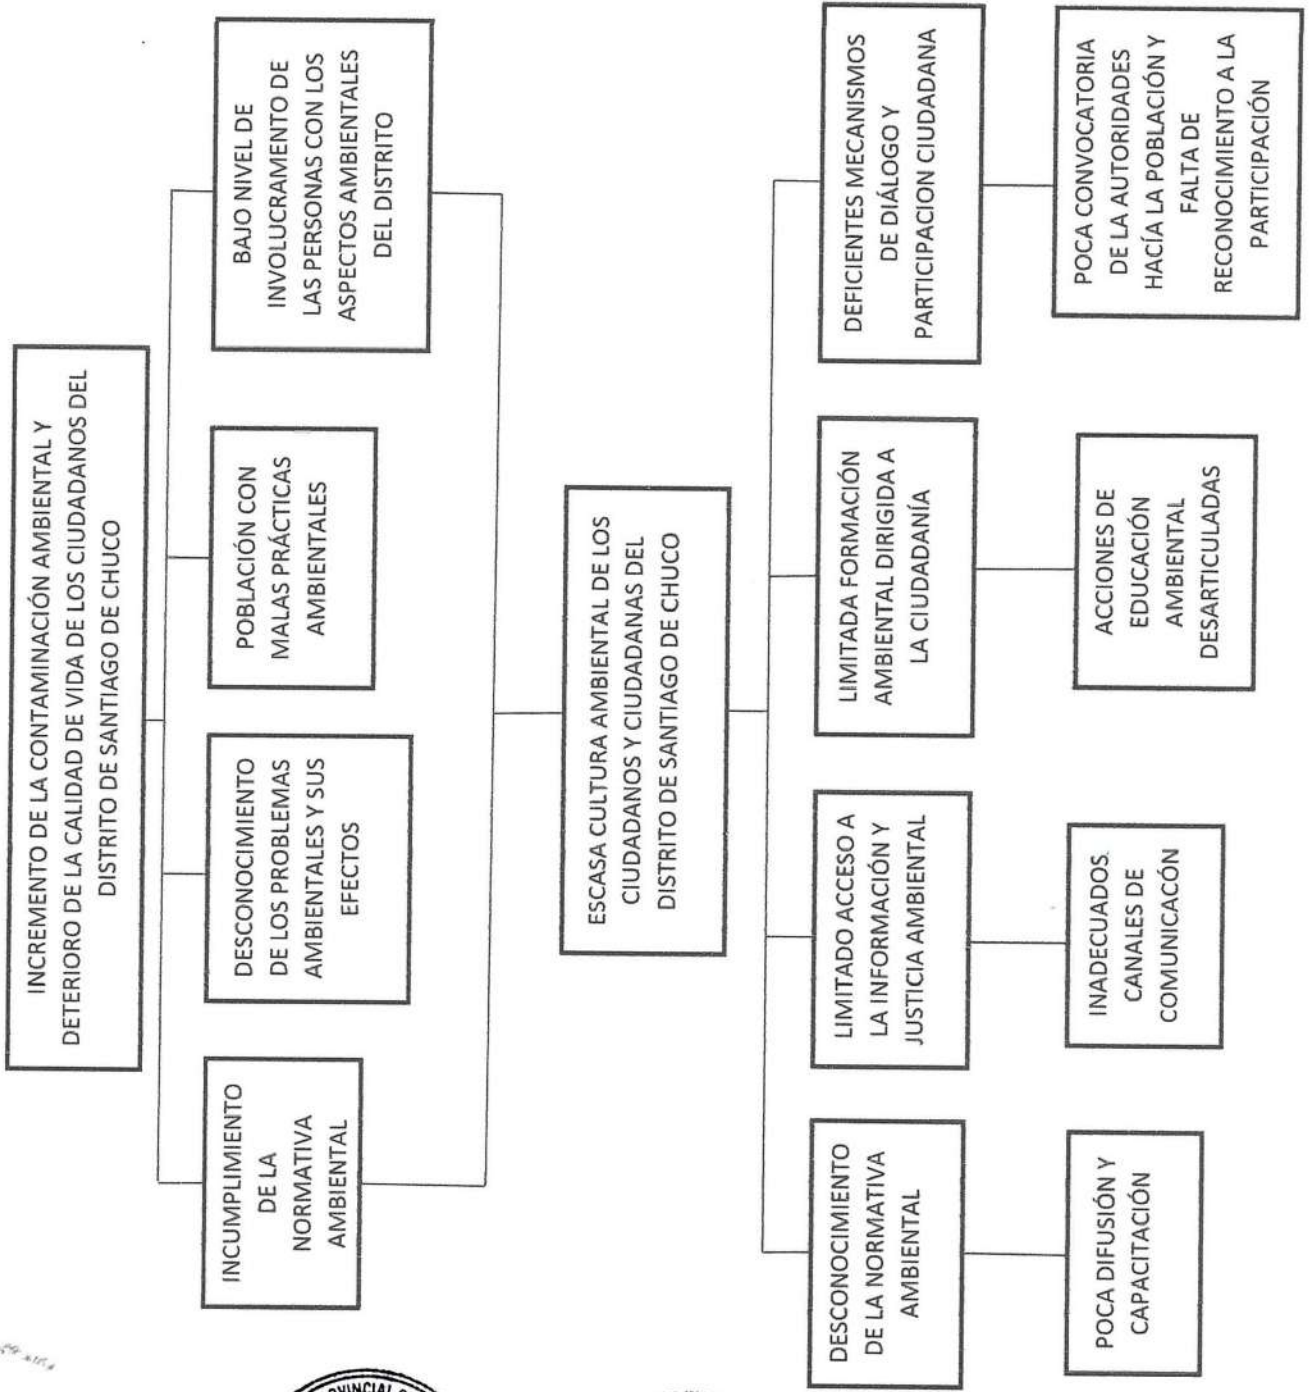 INCREMENTO DE LA CONTAMINACIÓN AMBIENTAL Y
DETERIORO DE LA CALIDAD DE VIDA DE LOS CIUDADANOS DEL
DISTRITO DE SANTIAGO DE CHUCO
INCUMPLIMIENTO
DE LA
NORMATIVA
AMBIENTAL
DESCONOCIMIENTO
DE LOS PROBLEMAS
AMBIENTALES Y SUS
EFECTOS
POBLACIÓN CON
MALAS PRÁCTICAS
AMBIENTALES
BAJO NIVEL DE
INVOLUCRAMENTO DE
LAS PERSONAS CON LOS
ASPECTOS AMBIENTALES
DEL DISTRITO
ESCASA CULTURA AMBIENTAL DE LOS
CIUDADANOS Y CIUDADANAS DEL
DISTRITO DE SANTIAGO DE CHUCO
DESCONOCIMIENTO
DE LA NORMATIVA
AMBIENTAL
LIMITADO ACCESO A
LA INFORMACIÓN Y
JUSTICIA AMBIENTAL
LIMITADA FORMACIÓN
AMBIENTAL DIRIGIDA A
LA CIUDADANÍA
DEFICIENTES MECANISMOS
DE DIÁLOGO Y
PARTICIPACION CIUDADANA
POCA DIFUSIÓN Y
CAPACITACIÓN
INADECUADOS
CANALES DE
COMUNICACÓN
ACCIONES DE
EDUCACIÓN
AMBIENTAL
DESARTICULADAS
POCA CONVOCATORIA
DE LA AUTORIDADES
HACÍA LA POBLACIÓN Y
FALTA DE
RECONOCIMIENTO A LA
PARTICIPACIÓN